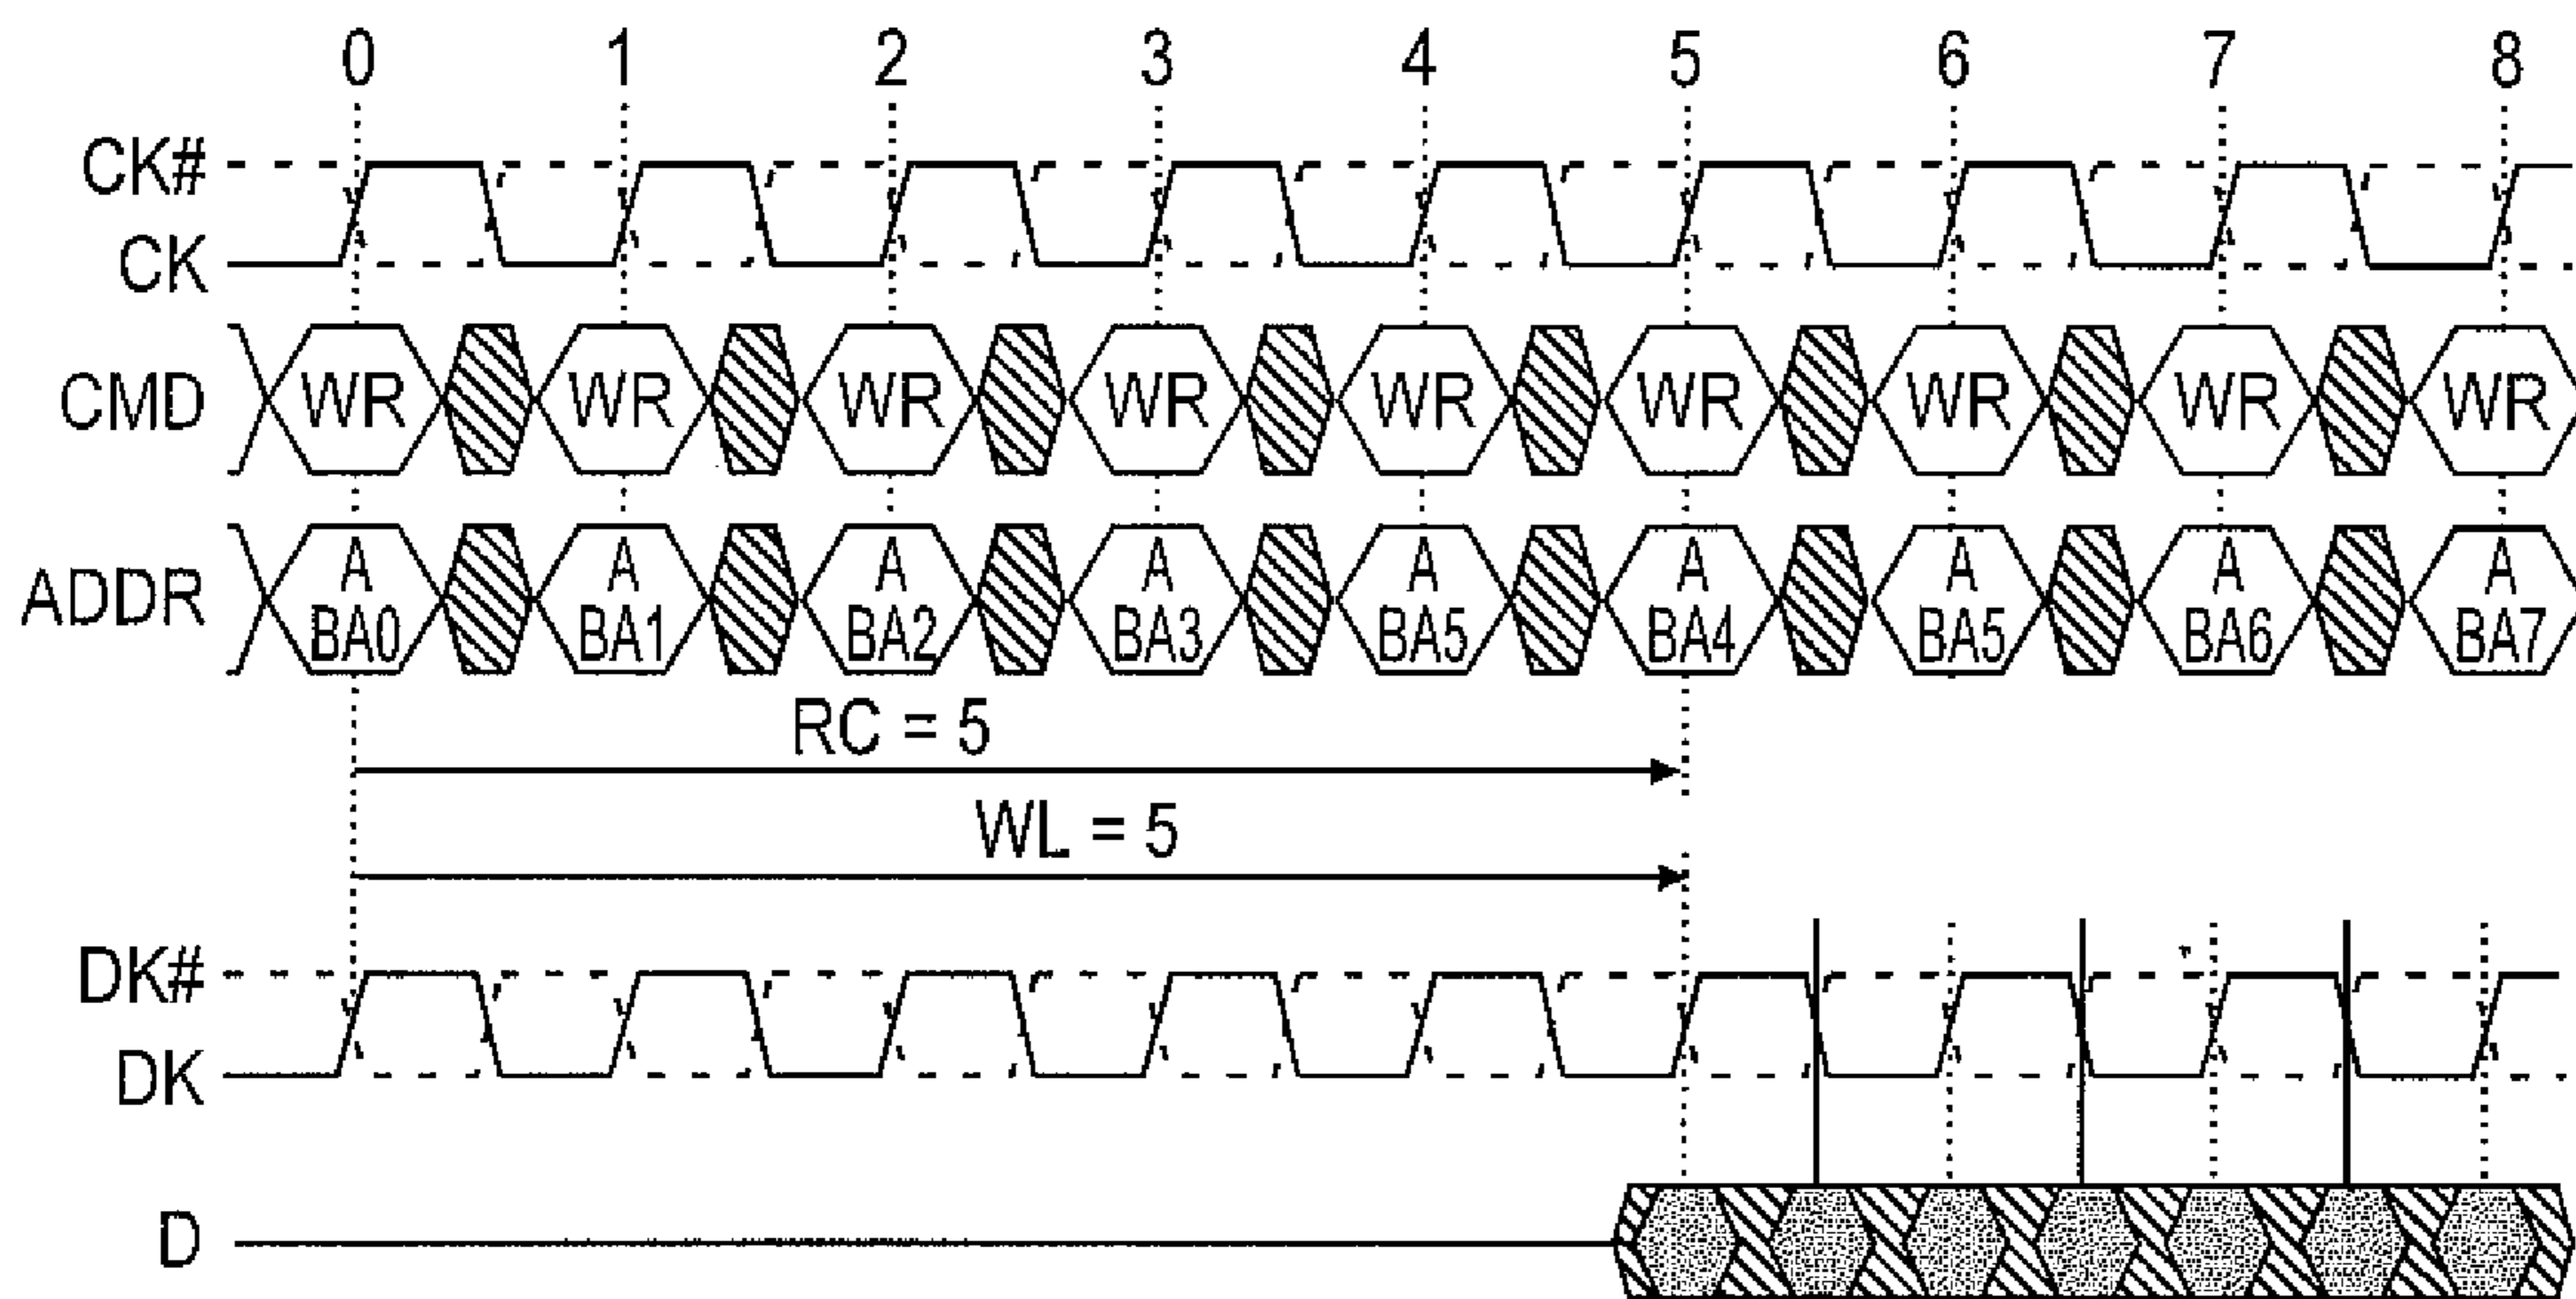 0 1 2 3 4 5 6 7 8
CK#
CK
CMD WR WR WR WR WR WR WR WR WR
ADDR A A A A A A A A A
BA0 BA1 BA2 BA3 BA5 BA4 BA5 BA6 BA7
RC = 5
WL = 5
DK#
DK
D